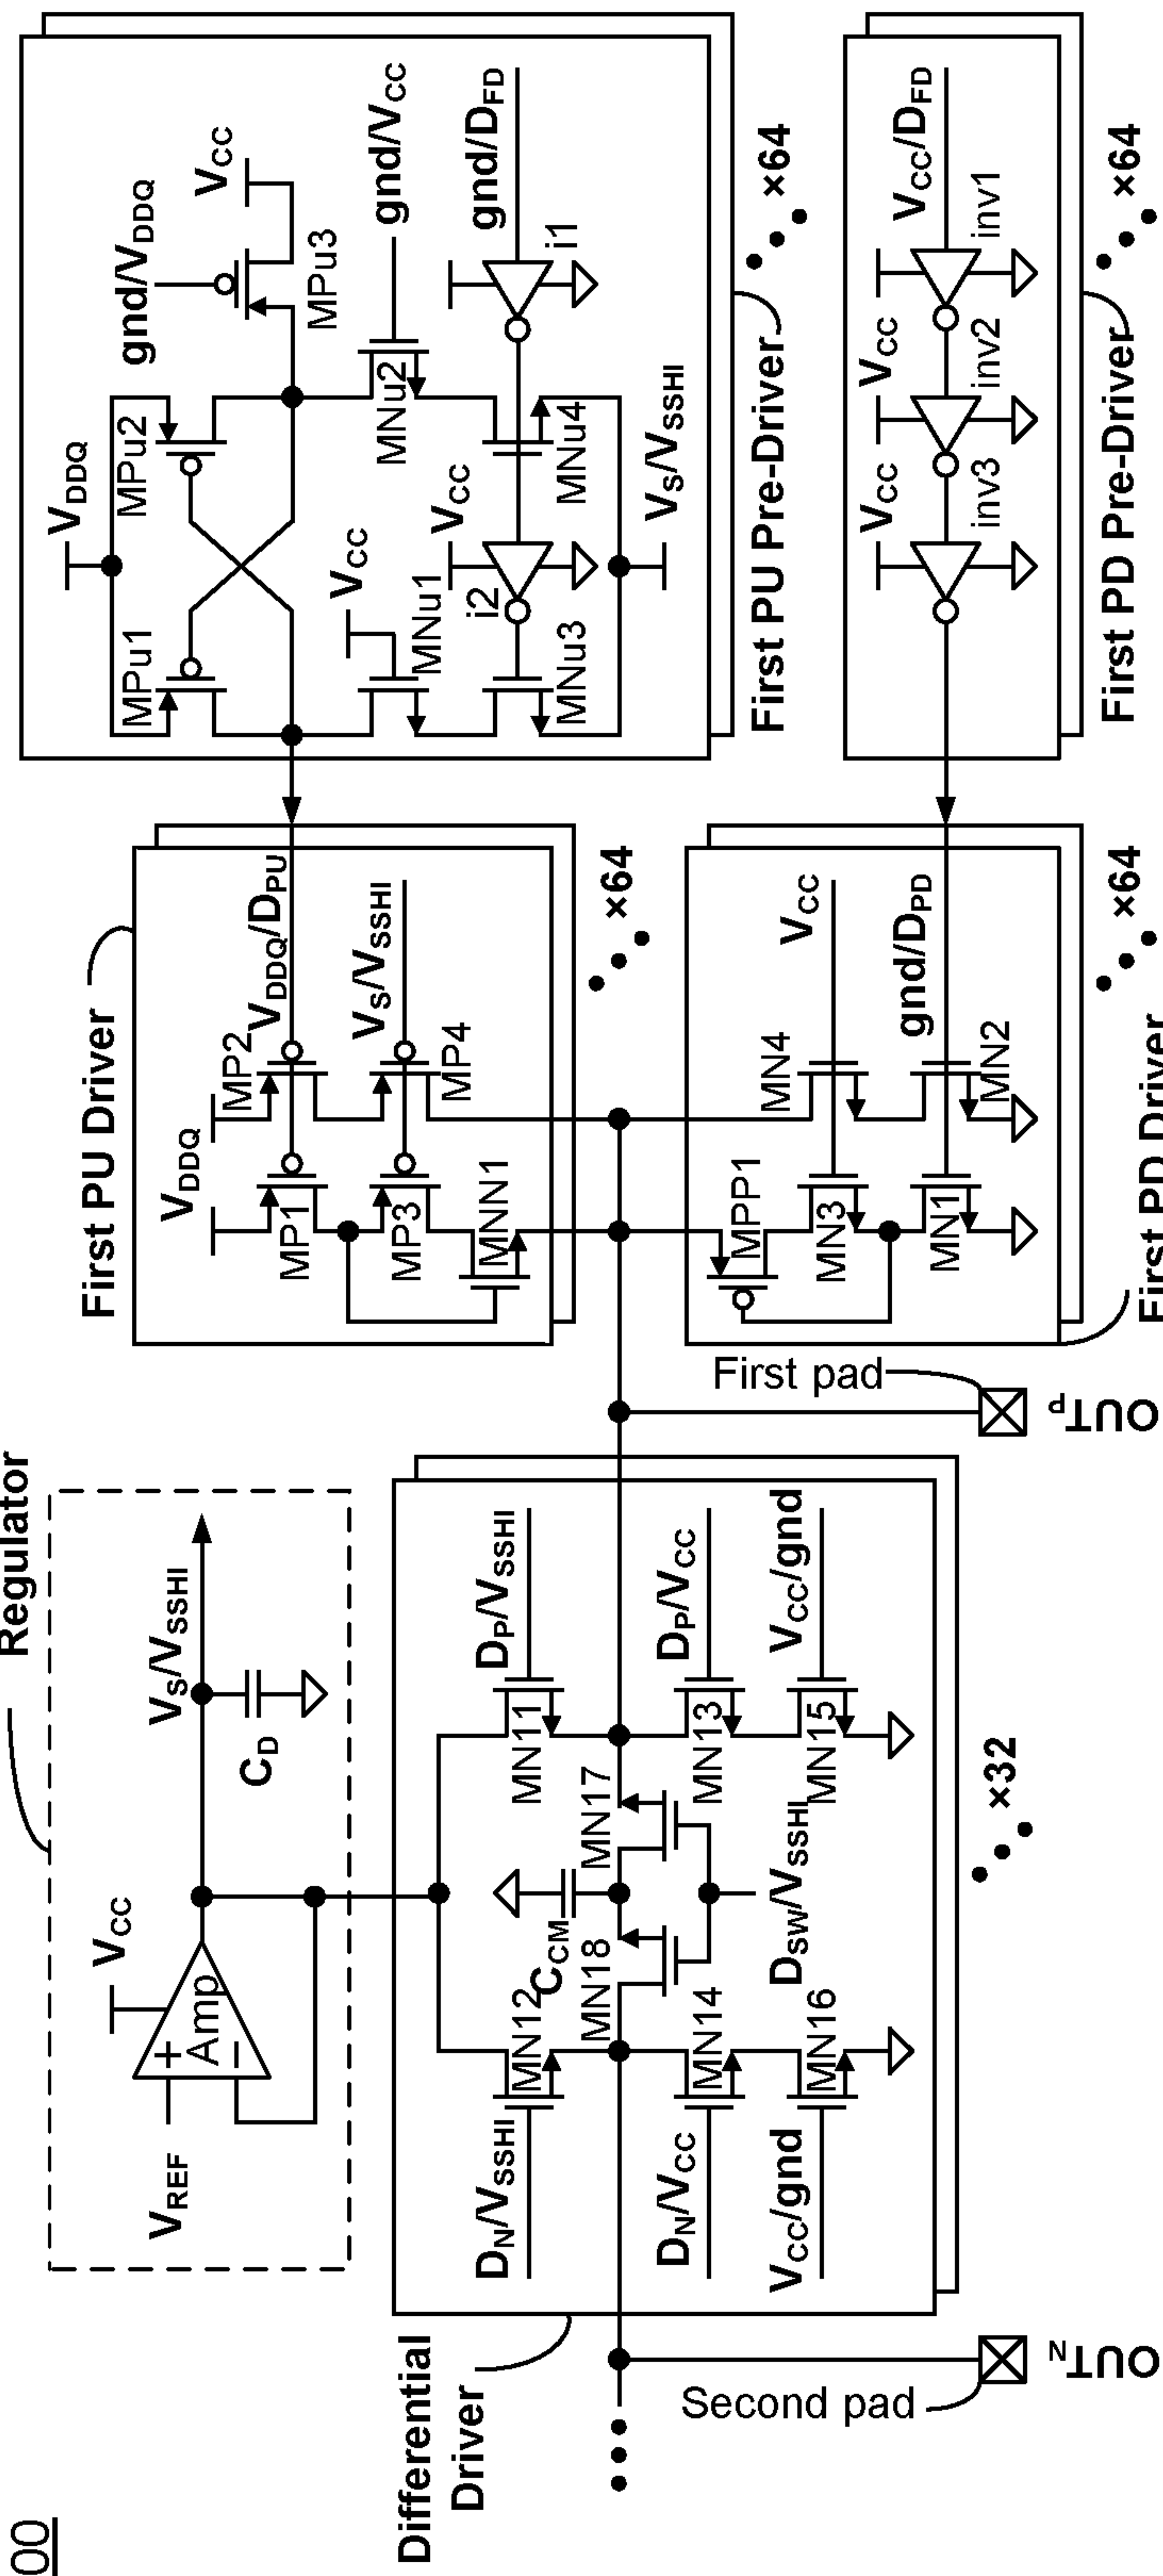 00
Regulator
V_REF
+
−
Amp
V_CC
V_S/V_SSHI
C_D
Differential
Driver
D_N/V_SSHI
MN12
D_P/V_SSHI
MN11
C_CM
MN18
MN17
D_N/V_CC
MN14
D_P/V_CC
MN13
V_CC/gnd
MN16
V_CC/gnd
MN15
D_SW/V_SSHI
×32
Second pad
OUT_N
First pad
OUT_P
First PU Driver
V_DDQ
MP1
MP2
V_DDQ/D_PU
MP3
MP4
V_S/V_SSHI
MNN1
×64
MPP1
MN3
MN4
V_CC
MN1
MN2
gnd/D_PD
×64
First PD Driver
V_DDQ
MPu1
MPu2
gnd/V_DDQ
V_CC
MPu3
V_CC
MNu1
MNu2
gnd/V_CC
V_CC
i2
MNu3
MNu4
i1
gnd/D_FD
V_S/V_SSHI
First PU Pre-Driver
×64
V_CC
V_CC
V_CC/D_FD
inv3
inv2
inv1
First PD Pre-Driver
×64